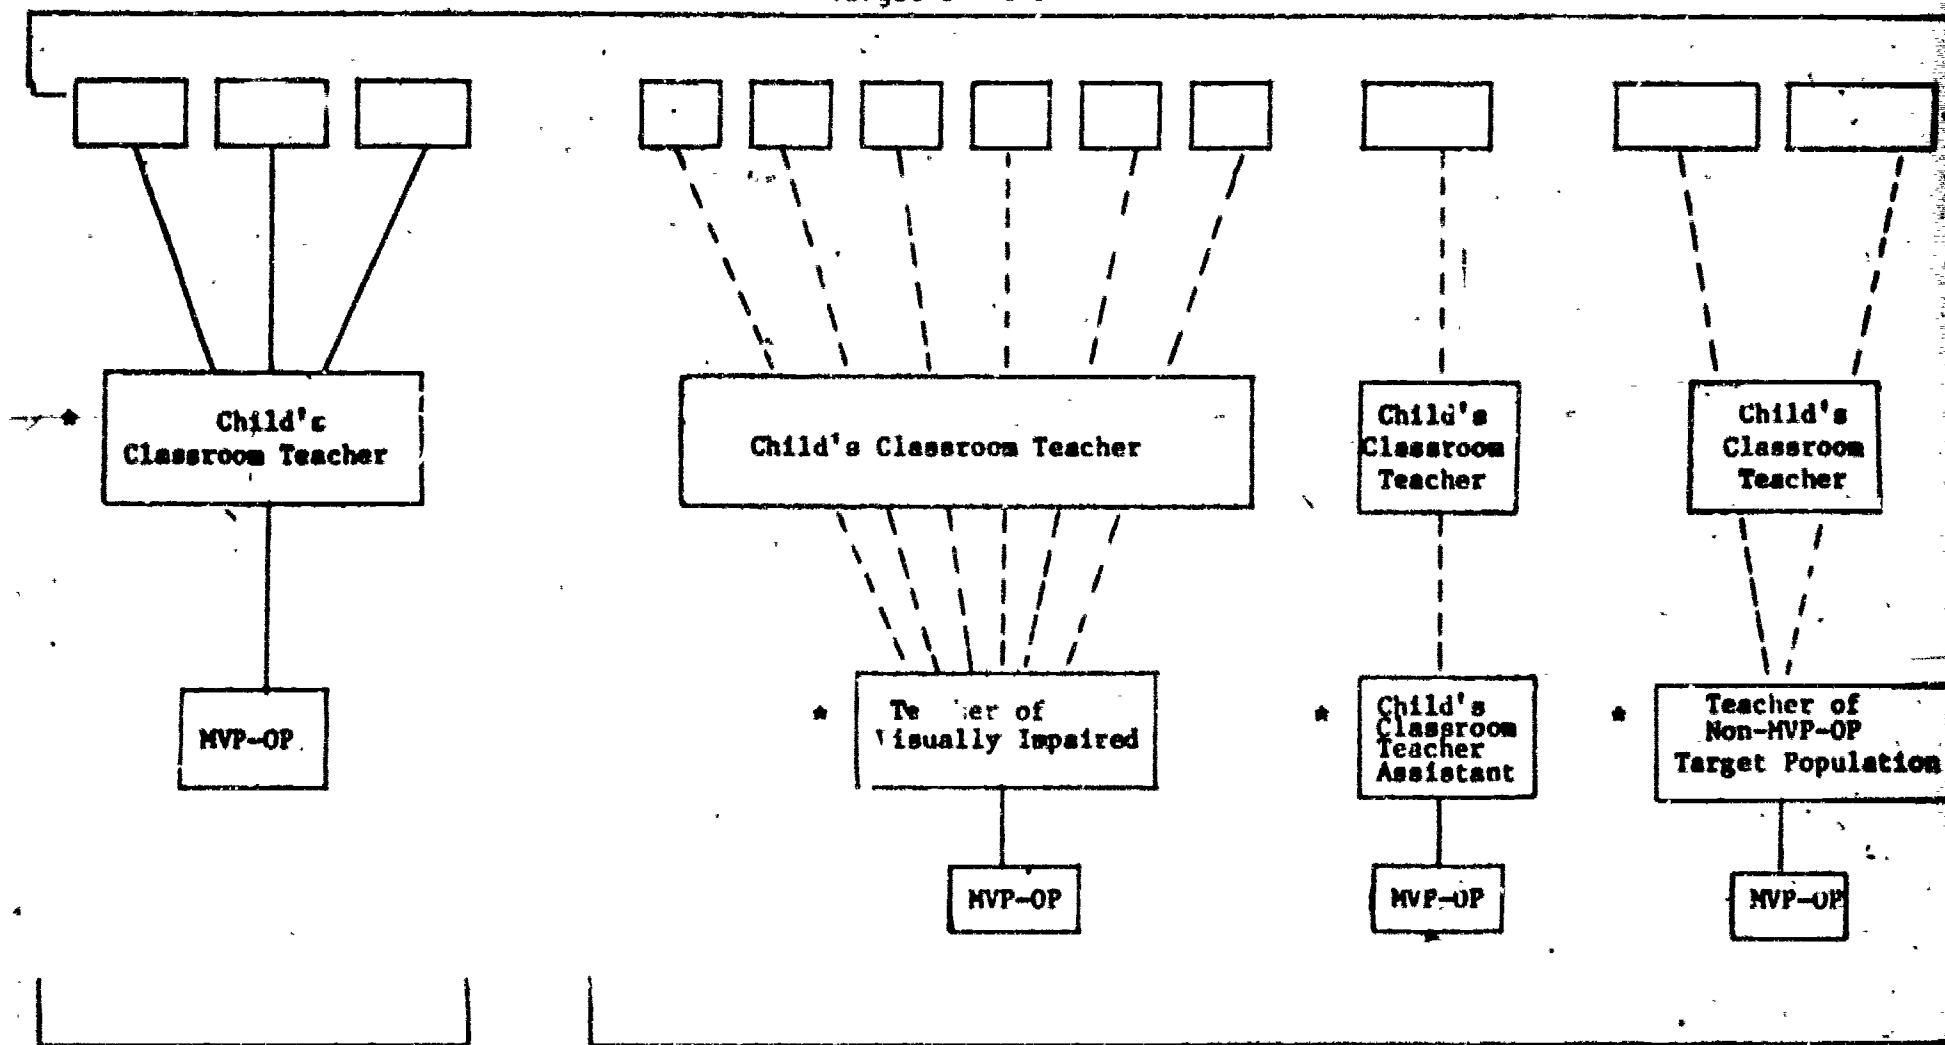 * Child's
Classroom Teacher
MVP-OP
Child's Classroom Teacher
* of
Visually Impaired
MVP-OP
Child's
Classroom
Teacher
* Child's
Classroom
Teacher
Assistant
MVP-OP
Child's
Classroom
Teacher
* Teacher of
Non-MVP-OP
Target Population
MVP-OP